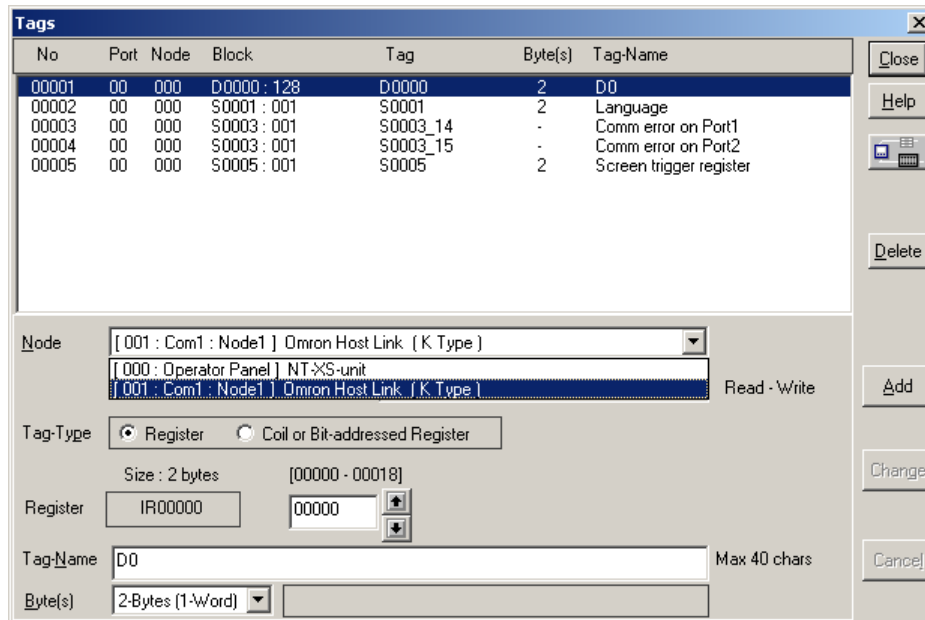 Tags
No Port Node Block Tag Byte(s) Tag-Name
00001 00 000 D0000 : 128 D0000 2 D0
00002 00 000 S0001 : 001 S0001 2 Language
00003 00 000 S0003 : 001 S0003_14 - Comm error on Port1
00004 00 000 S0003 : 001 S0003_15 - Comm error on Port2
00005 00 000 S0005 : 001 S0005 2 Screen trigger register
Close
Help
Delete
Node [ 001 : Com1 : Node1 ] Omron Host Link ( K Type )
[ 000 : Operator Panel ] NT-XS-unit
[ 001 : Com1 : Node1 ] Omron Host Link ( K Type ) Read - Write
Add
Tag-Type Register Coil or Bit-addressed Register
Size : 2 bytes [00000 - 00018]
Change
Register IR00000 00000
Tag-Name D0 Max 40 chars
Cancel
Byte(s) 2-Bytes (1-Word)